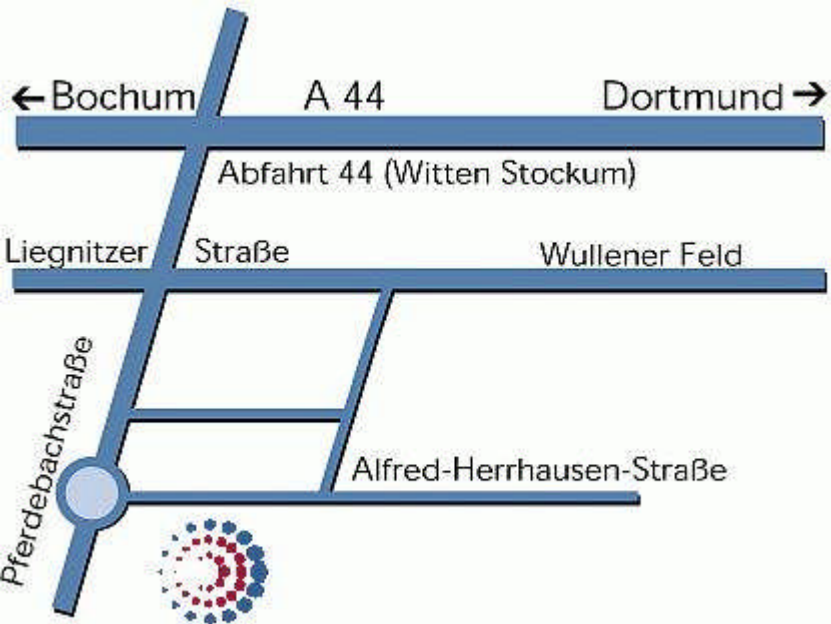 ←Bochum A 44 Dortmund→
Abfahrt 44 (Witten Stockum)
Liegnitzer Straße Wullener Feld
Pferdebachstraße
Alfred-Herrhausen-Straße